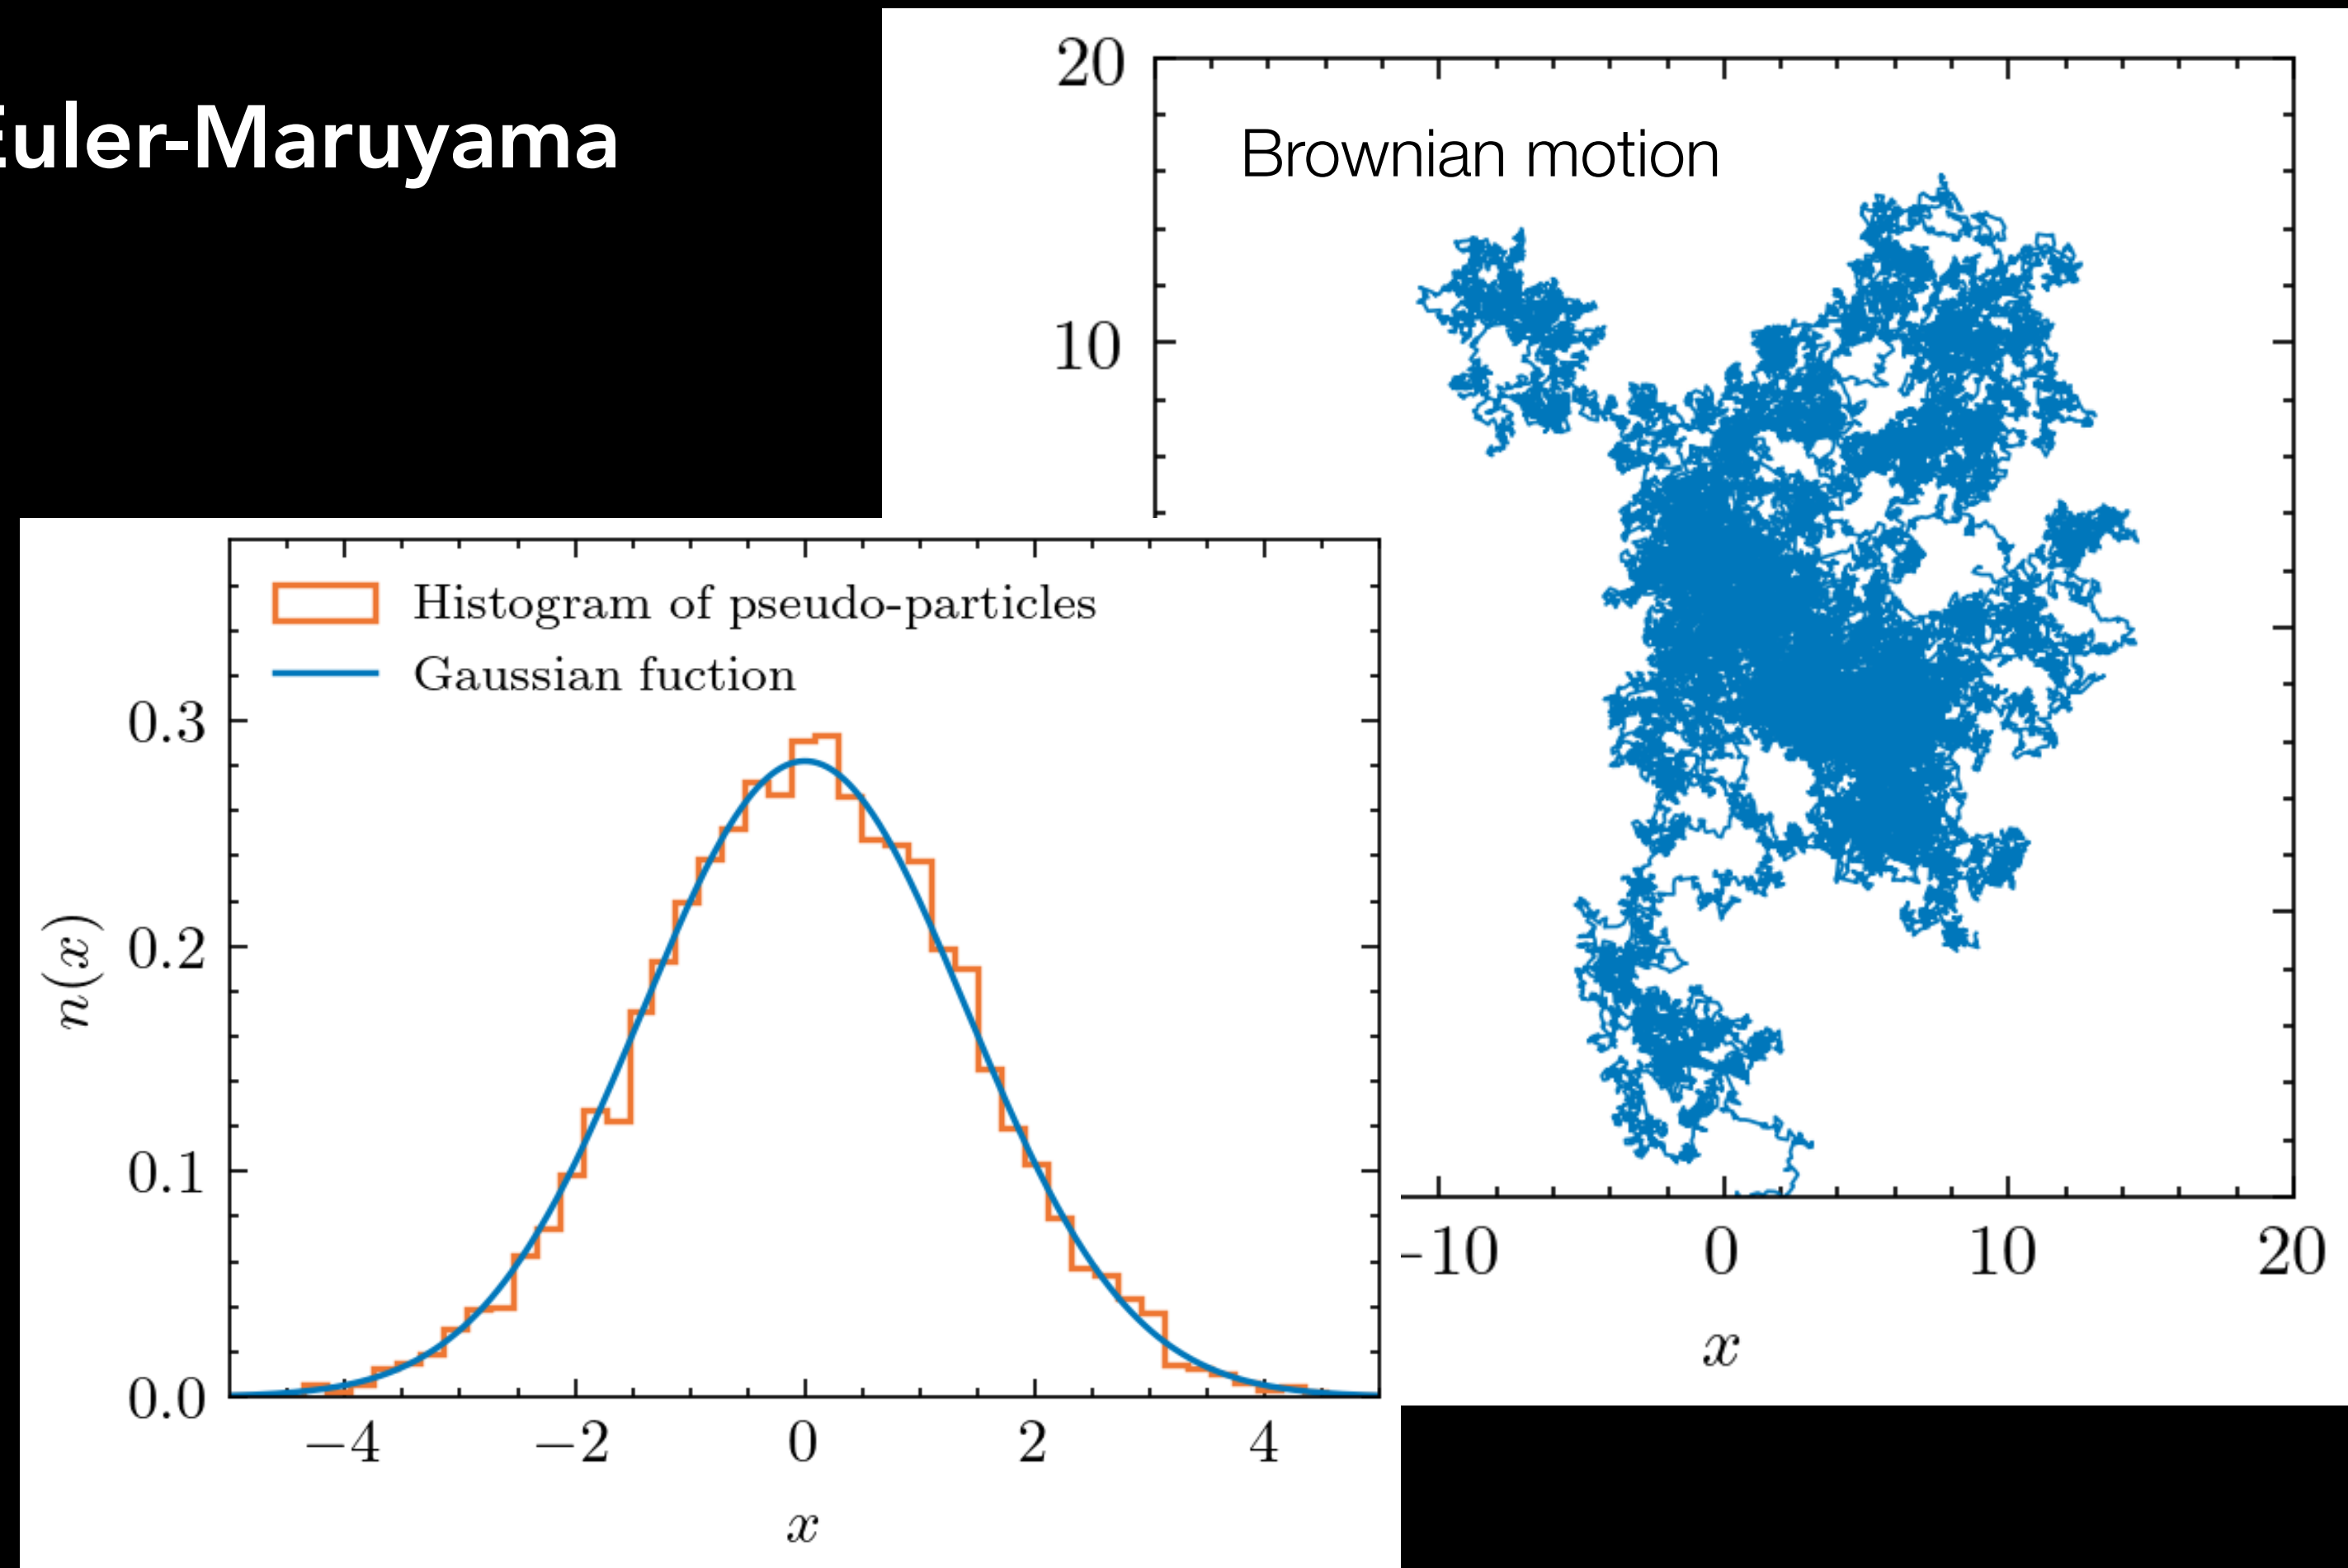 Euler-Maruyama
20
Brownian motion
10
Histogram of pseudo-particles
Gaussian fuction
0.3
0.2
0.1
0.0
n(x)
−4 −2 0 2 4
x
-10 0 10 20
x